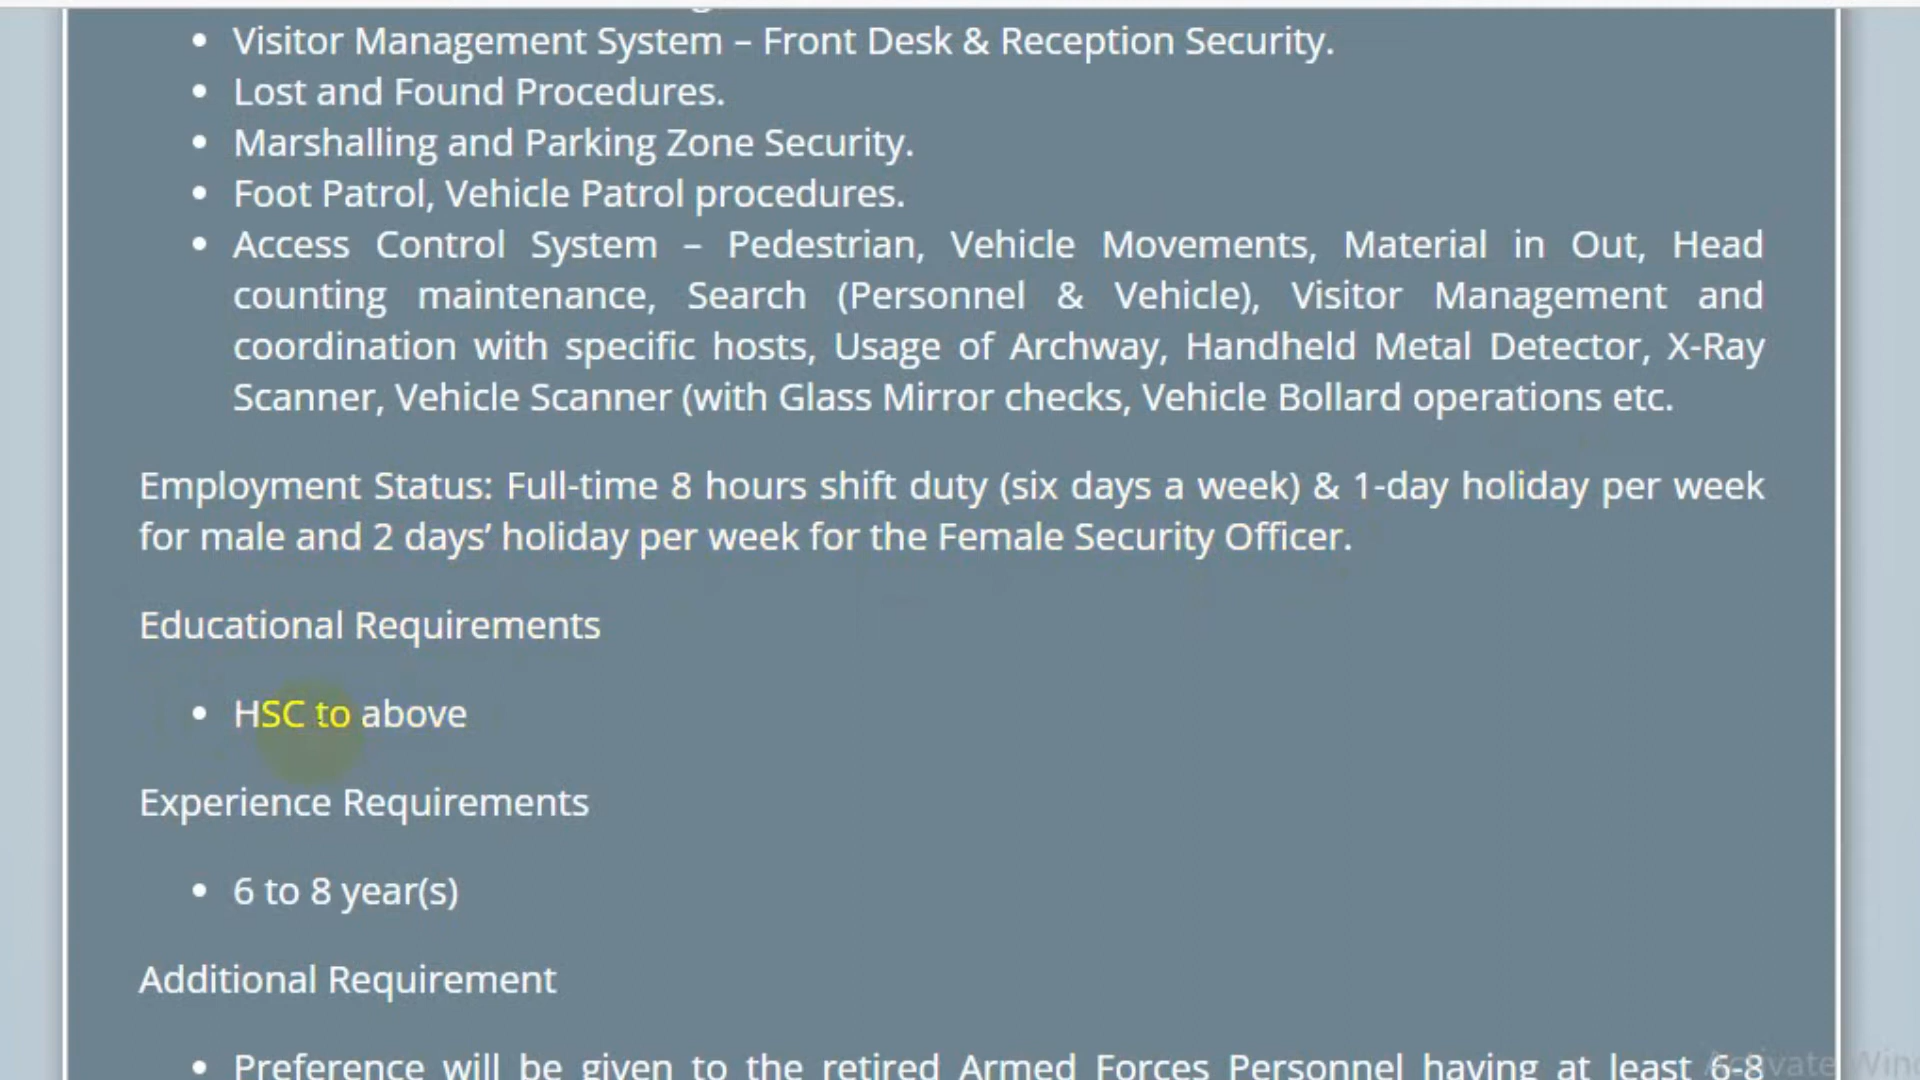 • Visitor Management System – Front Desk & Reception Security.
• Lost and Found Procedures.
• Marshalling and Parking Zone Security.
• Foot Patrol, Vehicle Patrol procedures.
• Access Control System – Pedestrian, Vehicle Movements, Material in Out, Head
counting maintenance, Search (Personnel & Vehicle), Visitor Management and
coordination with specific hosts, Usage of Archway, Handheld Metal Detector, X-Ray
Scanner, Vehicle Scanner (with Glass Mirror checks, Vehicle Bollard operations etc.
Employment Status: Full-time 8 hours shift duty (six days a week) & 1-day holiday per week
for male and 2 days’ holiday per week for the Female Security Officer.
Educational Requirements
• HSC to above
Experience Requirements
• 6 to 8 year(s)
Additional Requirement
• Preference will be given to the retired Armed Forces Personnel having at least 6-8